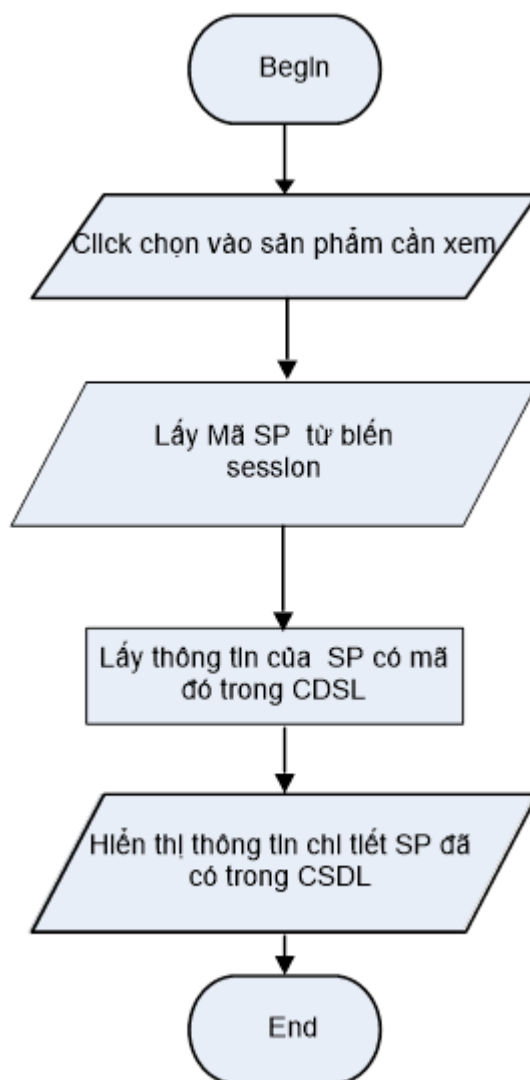 Begin
Click chọn vào sản phẩm cần xem
Lấy Mã SP từ biến
session
Lấy thông tin của SP có mã
đó trong CDSL
Hiển thị thông tin chi tiết SP đã
có trong CSDL
End